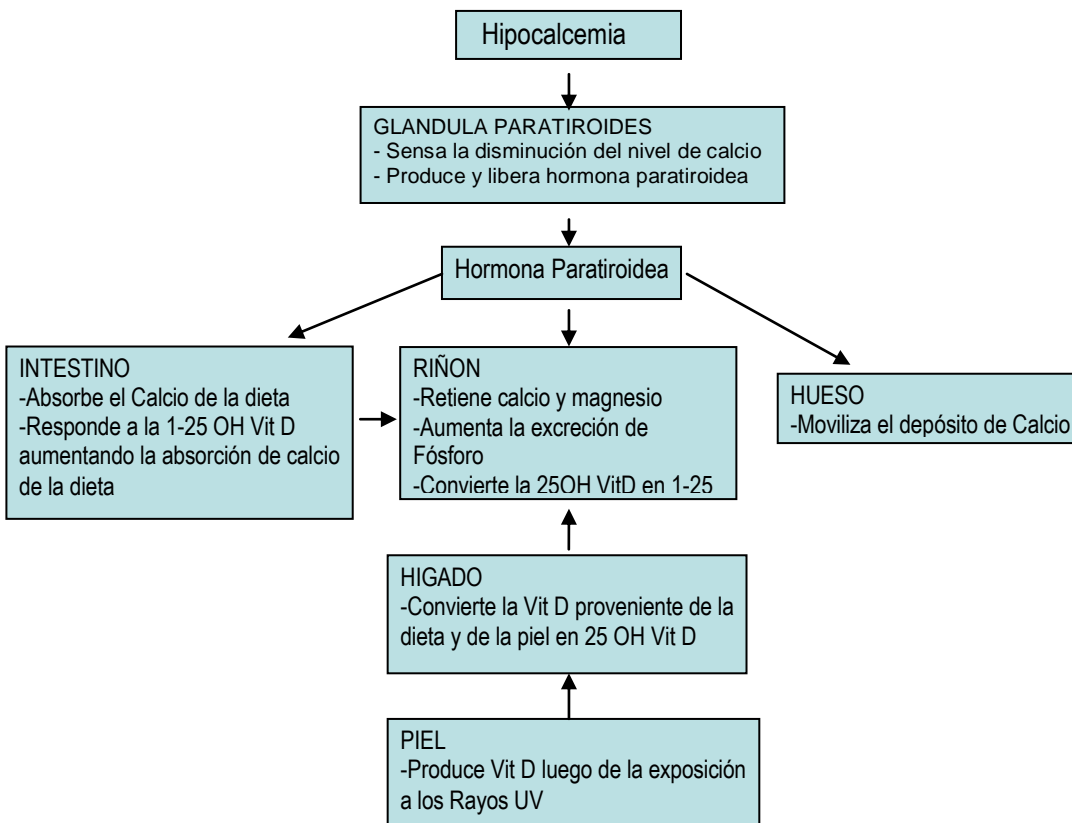 Hipocalcemia
GLANDULA PARATIROIDES
- Sensa la disminución del nivel de calcio
- Produce y libera hormona paratiroidea
Hormona Paratiroidea
INTESTINO
-Absorbe el Calcio de la dieta
-Responde a la 1-25 OH Vit D
aumentando la absorción de calcio
de la dieta
RIÑON
-Retiene calcio y magnesio
-Aumenta la excreción de
Fósforo
-Convierte la 25OH VitD en 1-25
HUESO
-Moviliza el depósito de Calcio
HIGADO
-Convierte la Vit D proveniente de la
dieta y de la piel en 25 OH Vit D
PIEL
-Produce Vit D luego de la exposición
a los Rayos UV